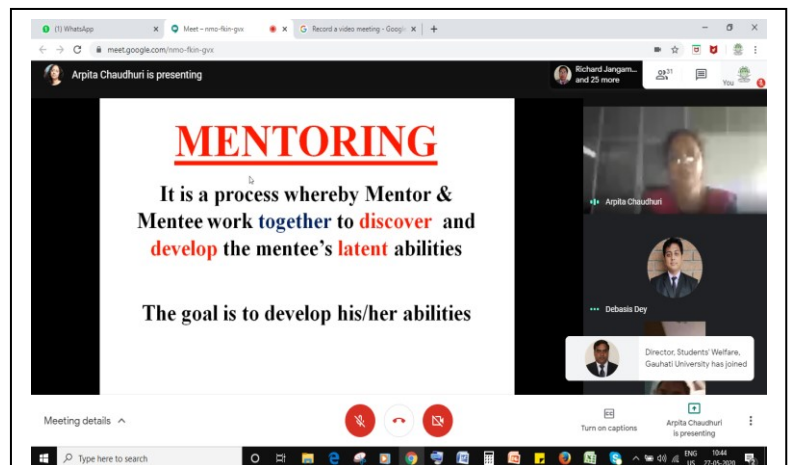 (1) WhatsApp
Meet – nmo-fkin-gvx
Record a video meeting - Googl
meet.google.com/nmo-fkin-gvx
Arpita Chaudhuri is presenting
Richard Jangam...
and 25 more
31
You
MENTORING
It is a process whereby Mentor &
Mentee work together to discover and
develop the mentee's latent abilities
The goal is to develop his/her abilities
Arpita Chaudhuri
Debasis Dey
Director, Students' Welfare,
Gauhati University has joined
Meeting details
Turn on captions
Arpita Chaudhuri
is presenting
Type here to search
ENG 10:44
US 27-05-2020